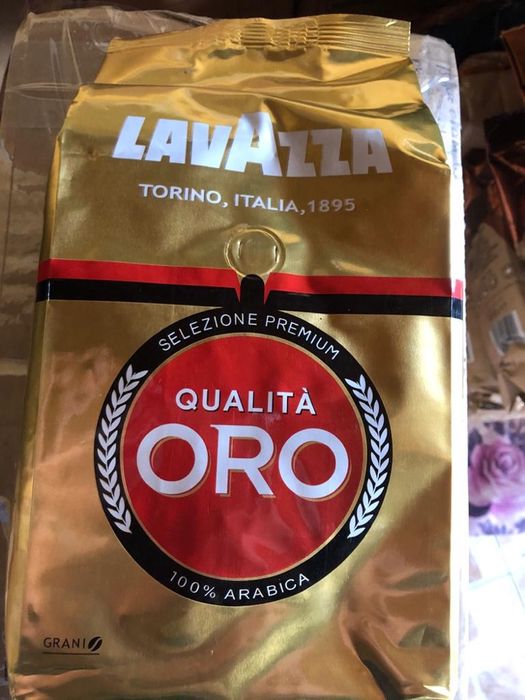 LAVAZZA
TORINO, ITALIA, 1895
SELEZIONE PREMIUM
QUALITÀ
ORO
100% ARABICA
GRANI